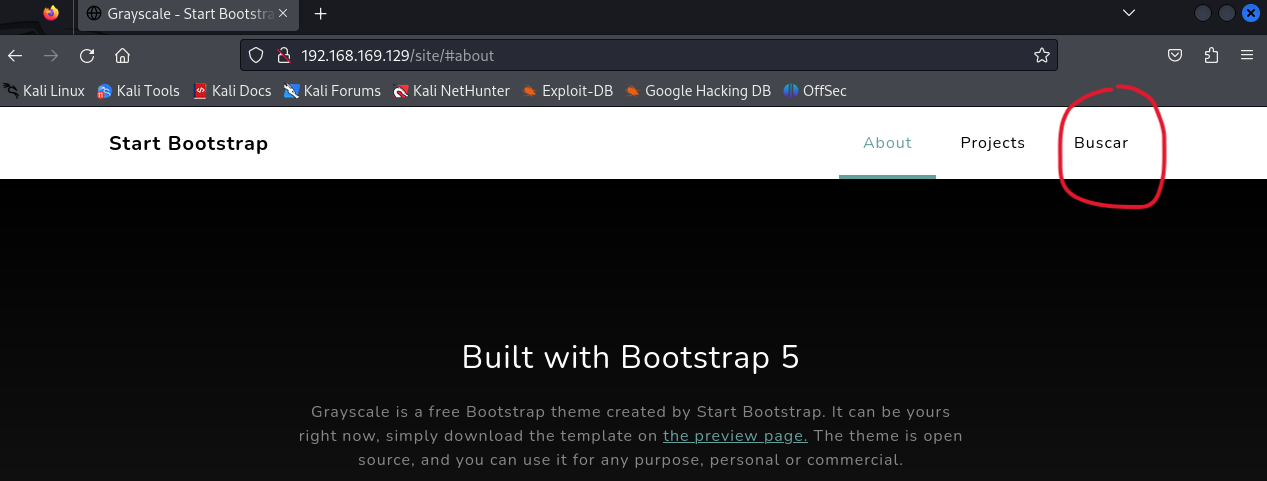 Grayscale - Start Bootstra
192.168.169.129/site/#about
Kali Linux Kali Tools Kali Docs Kali Forums Kali NetHunter Exploit-DB Google Hacking DB OffSec
Start Bootstrap About Projects Buscar
Built with Bootstrap 5
Grayscale is a free Bootstrap theme created by Start Bootstrap. It can be yours
right now, simply download the template on the preview page. The theme is open
source, and you can use it for any purpose, personal or commercial.